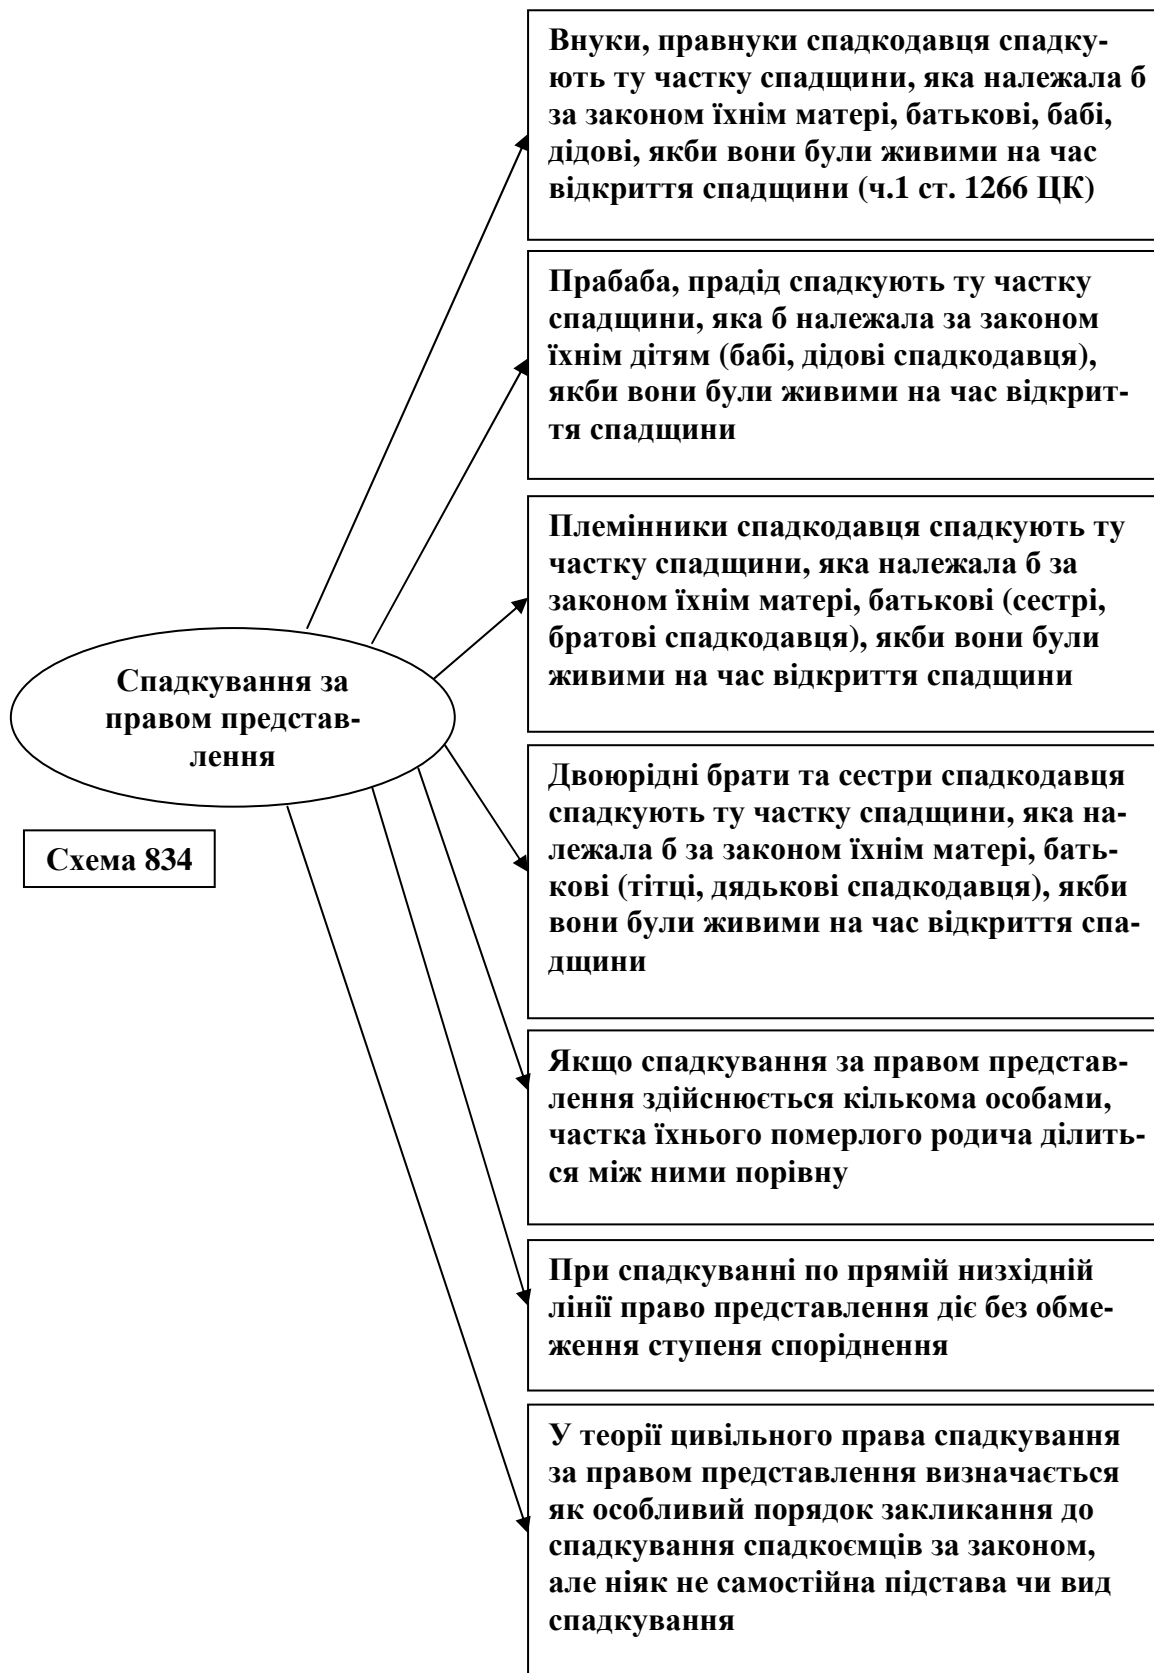 Внуки, правнуки спадкодавця спадку-
ють ту частку спадщини, яка належала б
за законом їхнім матері, батькові, бабі,
дідові, якби вони були живими на час
відкриття спадщини (ч.1 ст. 1266 ЦК)
Прабаба, прадід спадкують ту частку
спадщини, яка б належала за законом
їхнім дітям (бабі, дідові спадкодавця),
якби вони були живими на час відкрит-
тя спадщини
Племінники спадкодавця спадкують ту
частку спадщини, яка належала б за
законом їхнім матері, батькові (сестрі,
братові спадкодавця), якби вони були
живими на час відкриття спадщини
Спадкування за
правом представ-
лення
Схема 834
Двоюрідні брати та сестри спадкодавця
спадкують ту частку спадщини, яка на-
лежала б за законом їхнім матері, бать-
кові (тітці, дядькові спадкодавця), якби
вони були живими на час відкриття спа-
дщини
Якщо спадкування за правом представ-
лення здійснюється кількома особами,
частка їхнього померлого родича ділить-
ся між ними порівну
При спадкуванні по прямій низхідній
лінії право представлення діє без обме-
ження ступеня споріднення
У теорії цивільного права спадкування
за правом представлення визначається
як особливий порядок закликання до
спадкування спадкоємців за законом,
але ніяк не самостійна підстава чи вид
спадкування